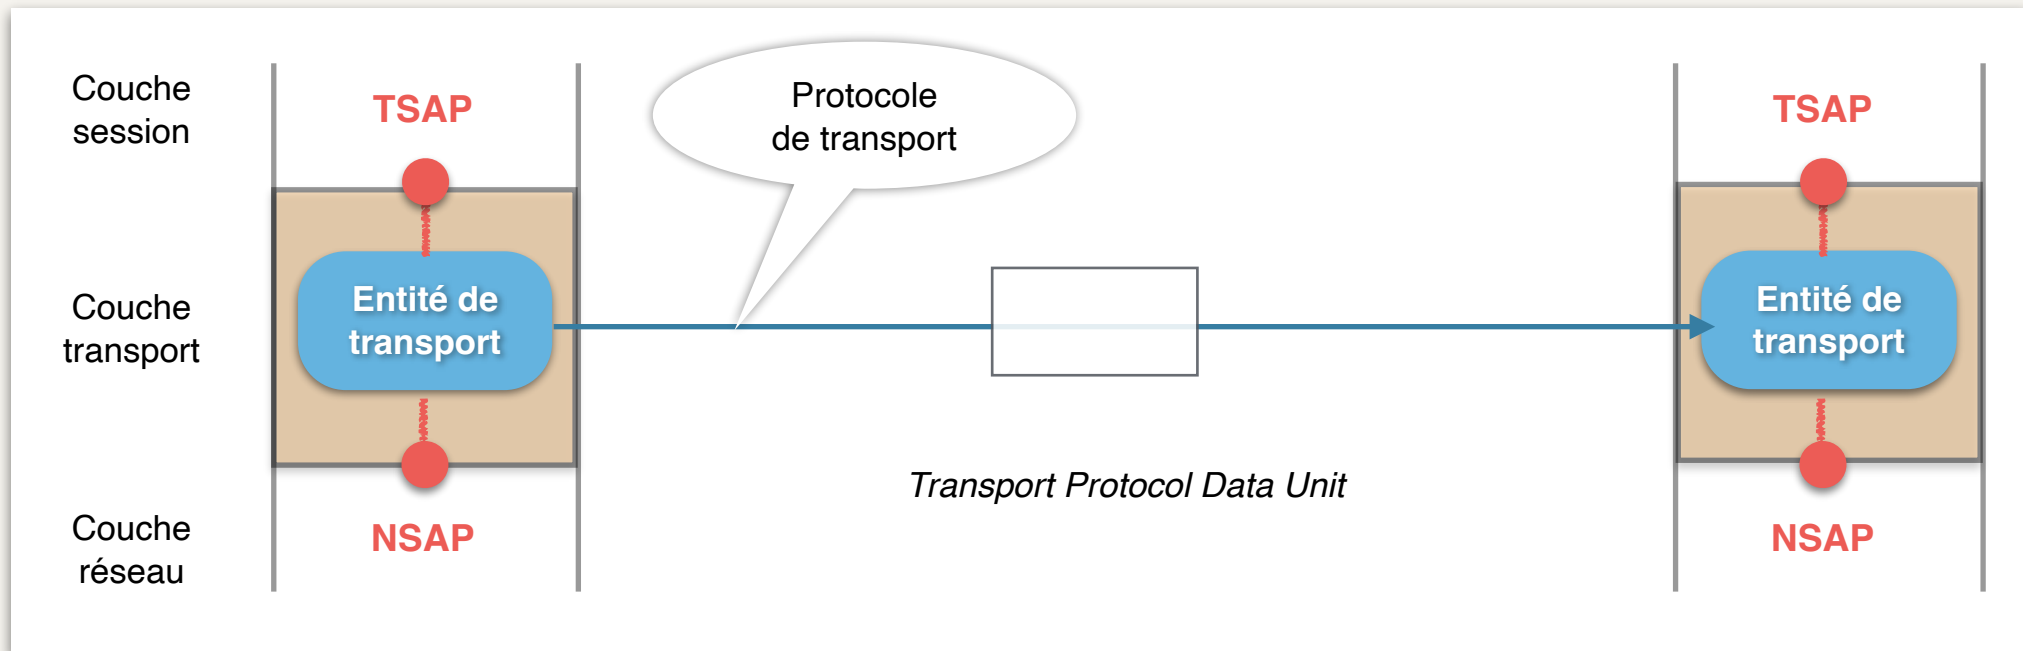 Couche
session
TSAP
Protocole
de transport
TSAP
Couche
transport
Entité de
transport
Entité de
transport
Transport Protocol Data Unit
Couche
réseau
NSAP
NSAP